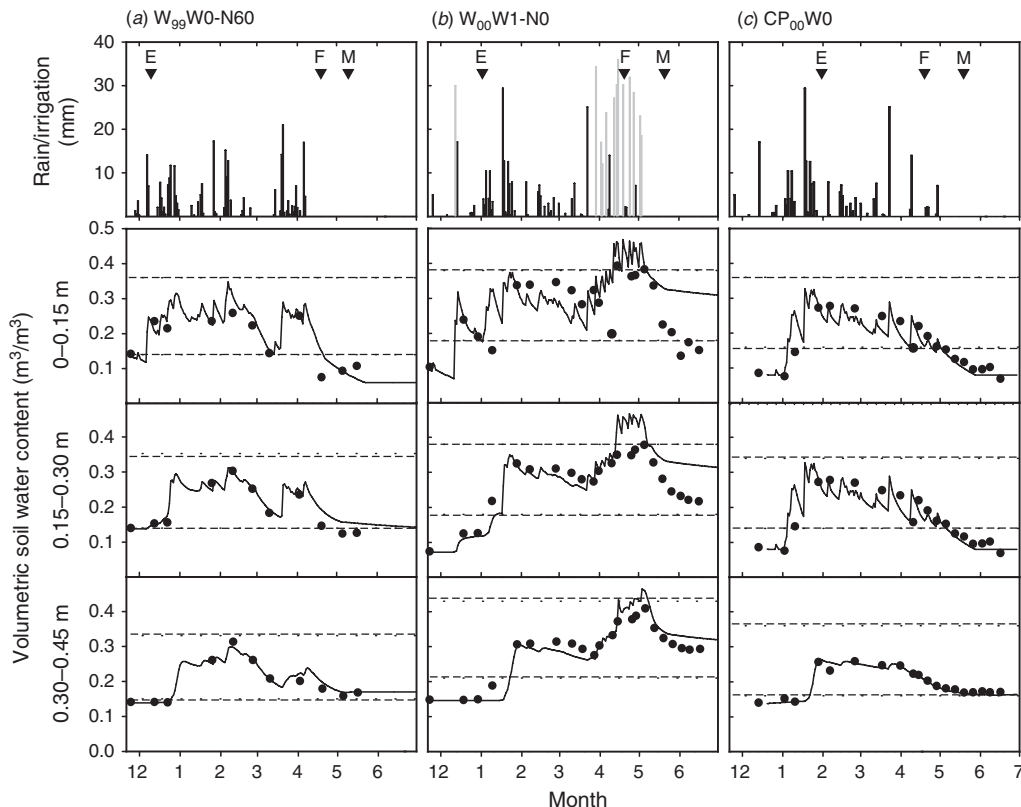 (a) W99W0-N60
(b) W00W1-N0
(c) CP00W0
Rain/irrigation
(mm)
40
30
20
10
E F M
E F M
E F M
Volumetric soil water content (m³/m³)
0–0.15 m
0.5
0.4
0.3
0.2
0.1
0.15–0.30 m
0.4
0.3
0.2
0.1
0.30–0.45 m
0.4
0.3
0.2
0.1
0.0
12 1 2 3 4 5 6
12 1 2 3 4 5 6
12 1 2 3 4 5 6 7
Month